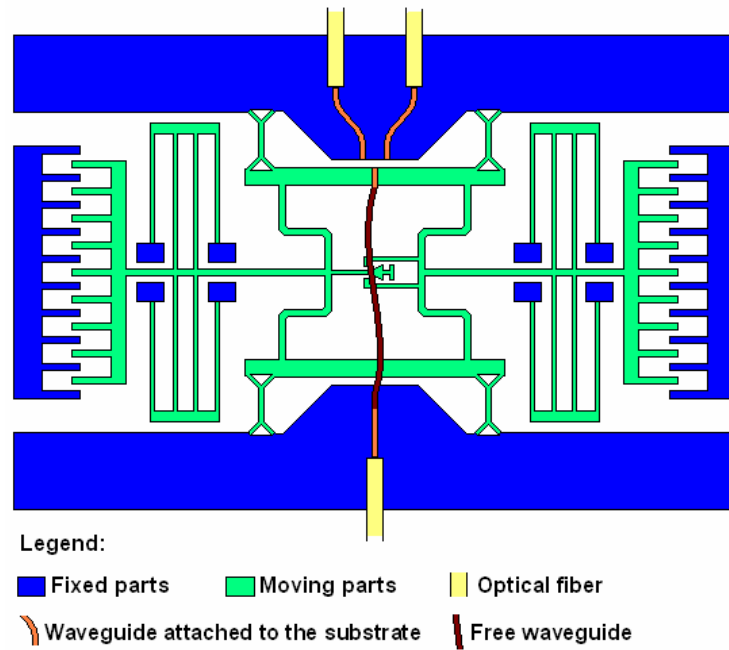 Legend:
Fixed parts Moving parts Optical fiber
Waveguide attached to the substrate Free waveguide